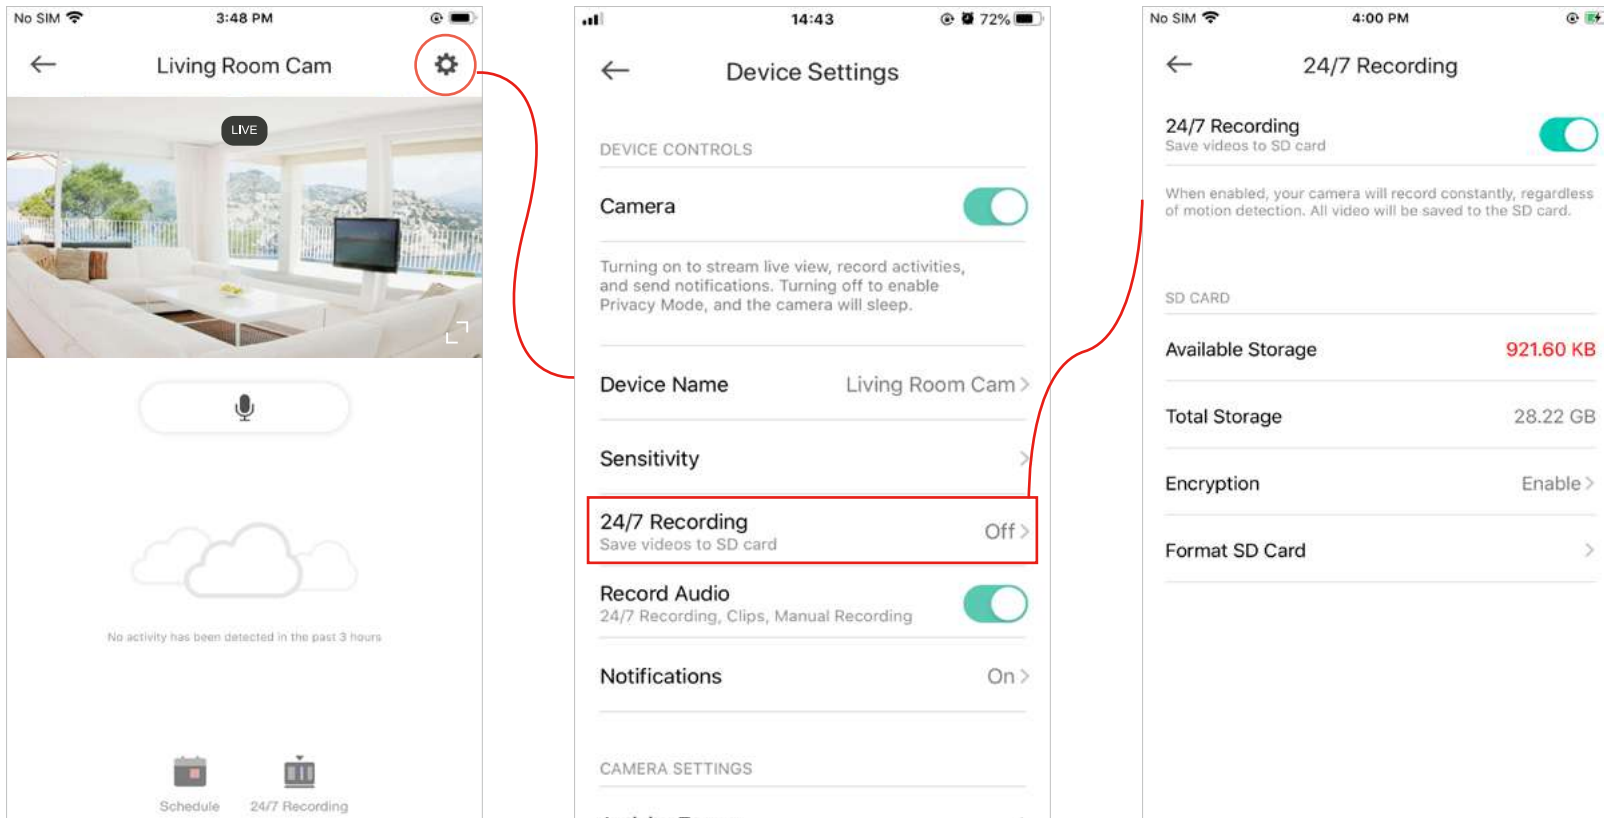 No SIM 3:48 PM
Living Room Cam
LIVE
No activity has been detected in the past 3 hours
Schedule 24/7 Recording
14:43 72%
Device Settings
DEVICE CONTROLS
Camera
Turning on to stream live view, record activities,
and send notifications. Turning off to enable
Privacy Mode, and the camera will sleep.
Device Name Living Room Cam
Sensitivity
24/7 Recording Off
Save videos to SD card
Record Audio
24/7 Recording, Clips, Manual Recording
Notifications On
CAMERA SETTINGS
No SIM 4:00 PM
24/7 Recording
24/7 Recording
Save videos to SD card
When enabled, your camera will record constantly, regardless
of motion detection. All video will be saved to the SD card.
SD CARD
Available Storage 921.60 KB
Total Storage 28.22 GB
Encryption Enable
Format SD Card